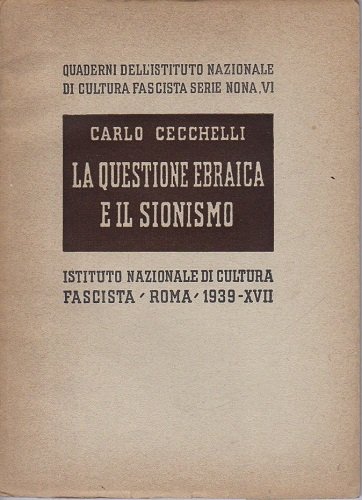 QUADERNI DELL'ISTITUTO NAZIONALE
DI CULTURA FASCISTA SERIE NONA, VI
CARLO CECCHELLI
LA QUESTIONE EBRAICA
E IL SIONISMO
ISTITUTO NAZIONALE DI CULTURA
FASCISTA - ROMA - 1939-XVII